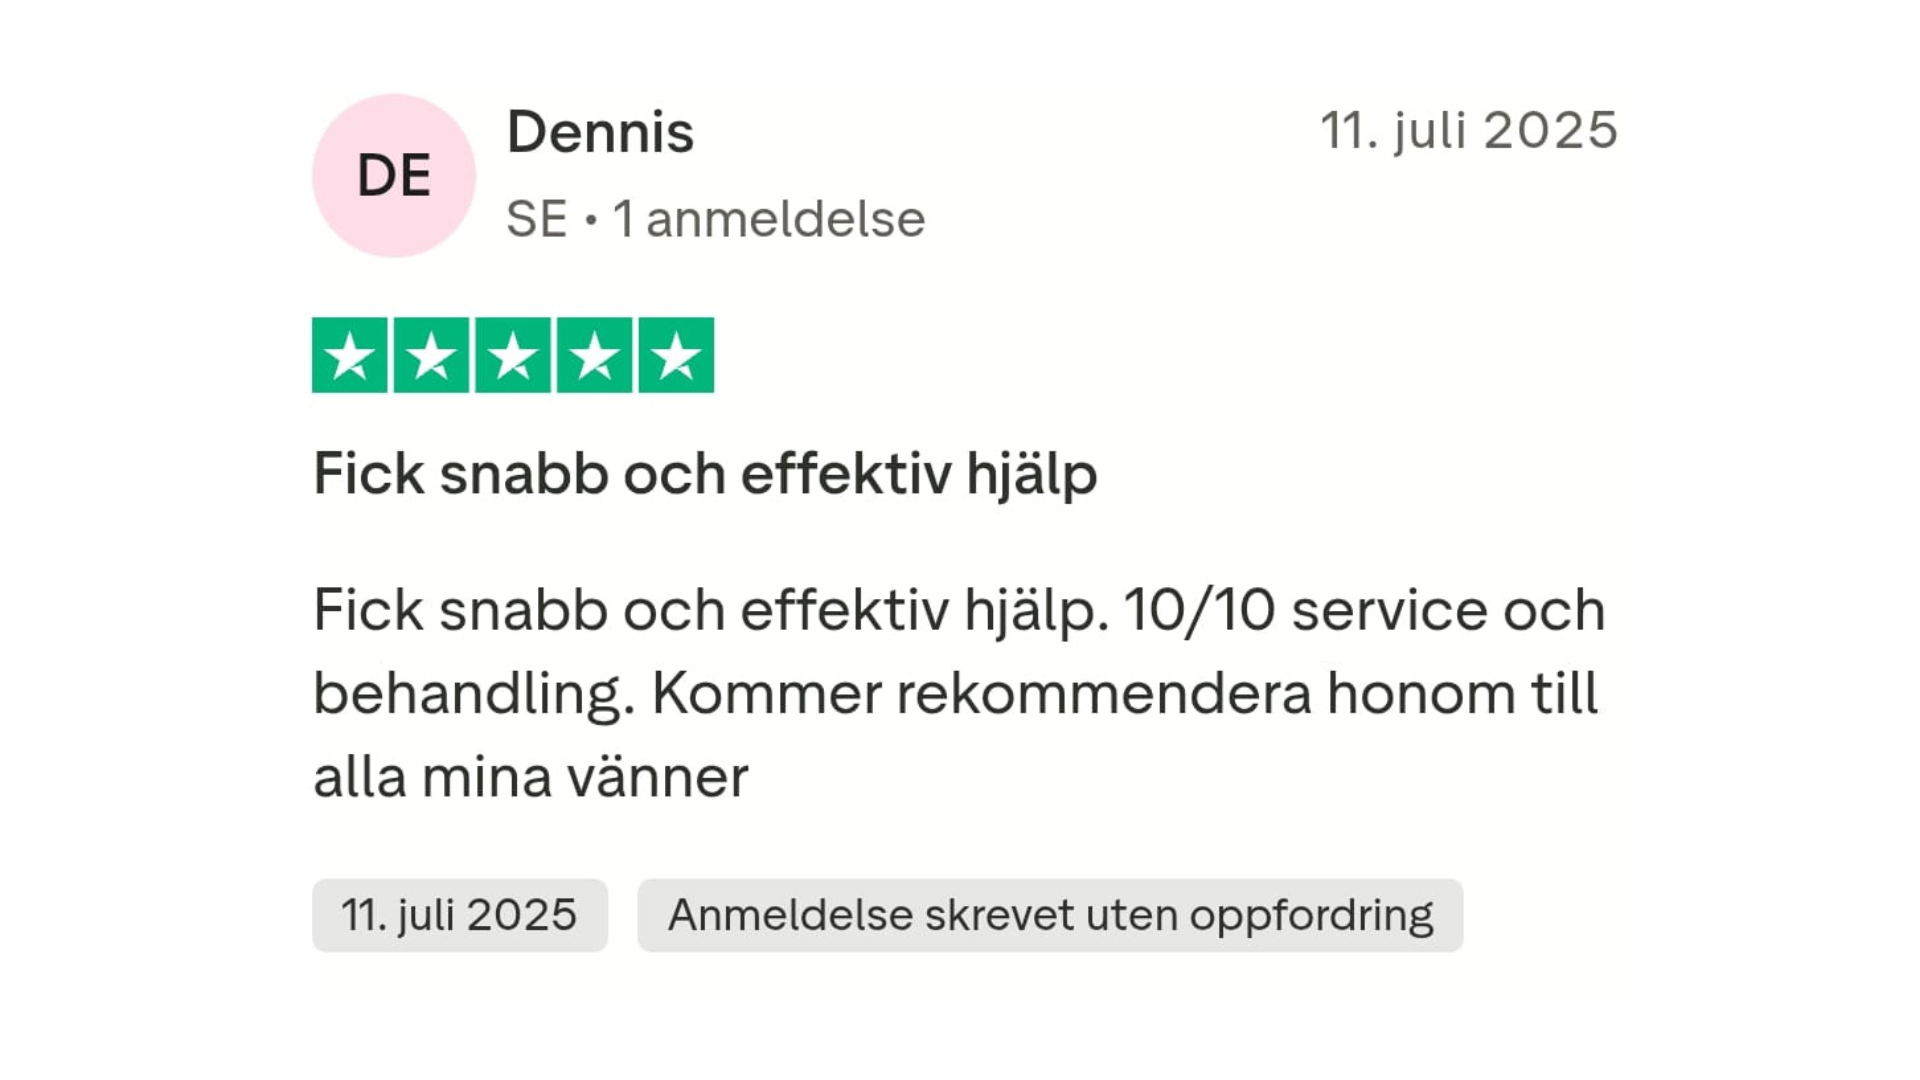 DE
Dennis
11. juli 2025
SE • 1 anmeldelse
Fick snabb och effektiv hjälp
Fick snabb och effektiv hjälp. 10/10 service och
behandling. Kommer rekommendera honom till
alla mina vänner
11. juli 2025
Anmeldelse skrevet uten oppfordring